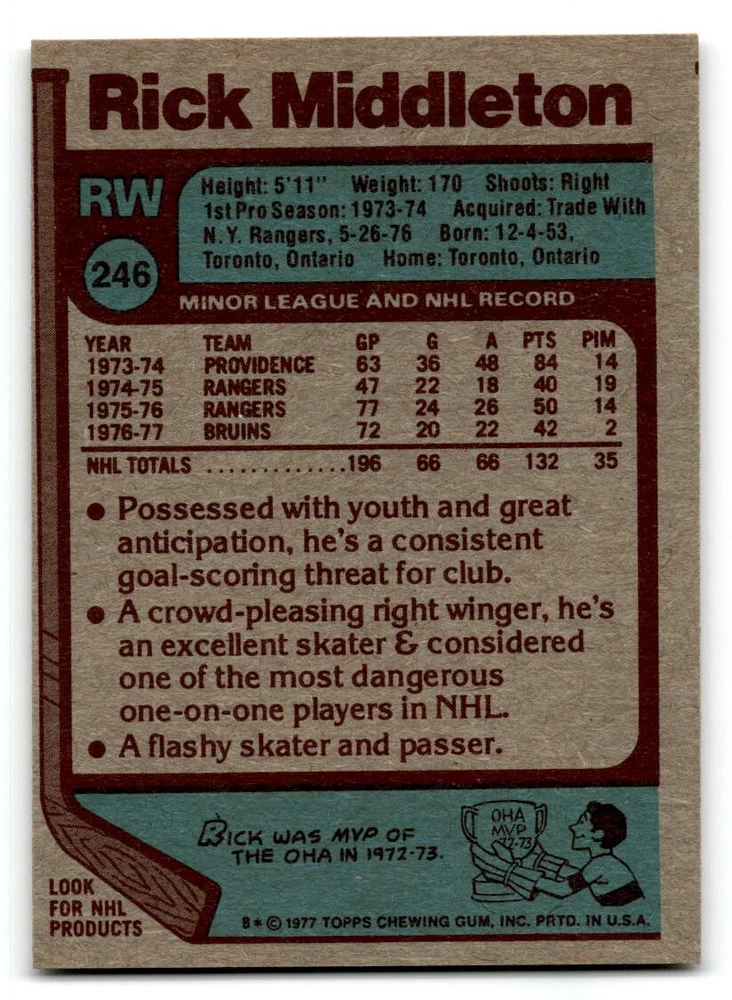 Rick Middleton
RW
246
Height: 5'11" Weight: 170 Shoots: Right
1st Pro Season: 1973-74 Acquired: Trade With
N.Y. Rangers, 5-26-76 Born: 12-4-53,
Toronto, Ontario Home: Toronto, Ontario
MINOR LEAGUE AND NHL RECORD
YEAR TEAM GP G A PTS PIM
1973-74 PROVIDENCE 63 36 48 84 14
1974-75 RANGERS 47 22 18 40 19
1975-76 RANGERS 77 24 26 50 14
1976-77 BRUINS 72 20 22 42 2
NHL TOTALS .............196 66 66 132 35
• Possessed with youth and great
anticipation, he's a consistent
goal-scoring threat for club.
• A crowd-pleasing right winger, he's
an excellent skater & considered
one of the most dangerous
one-on-one players in NHL.
• A flashy skater and passer.
RICK WAS MVP OF
THE OHA IN 1972-73.
OHA
MVP
72-73
LOOK
FOR NHL
PRODUCTS
8* © 1977 TOPPS CHEWING GUM, INC. PRTD. IN U.S.A.